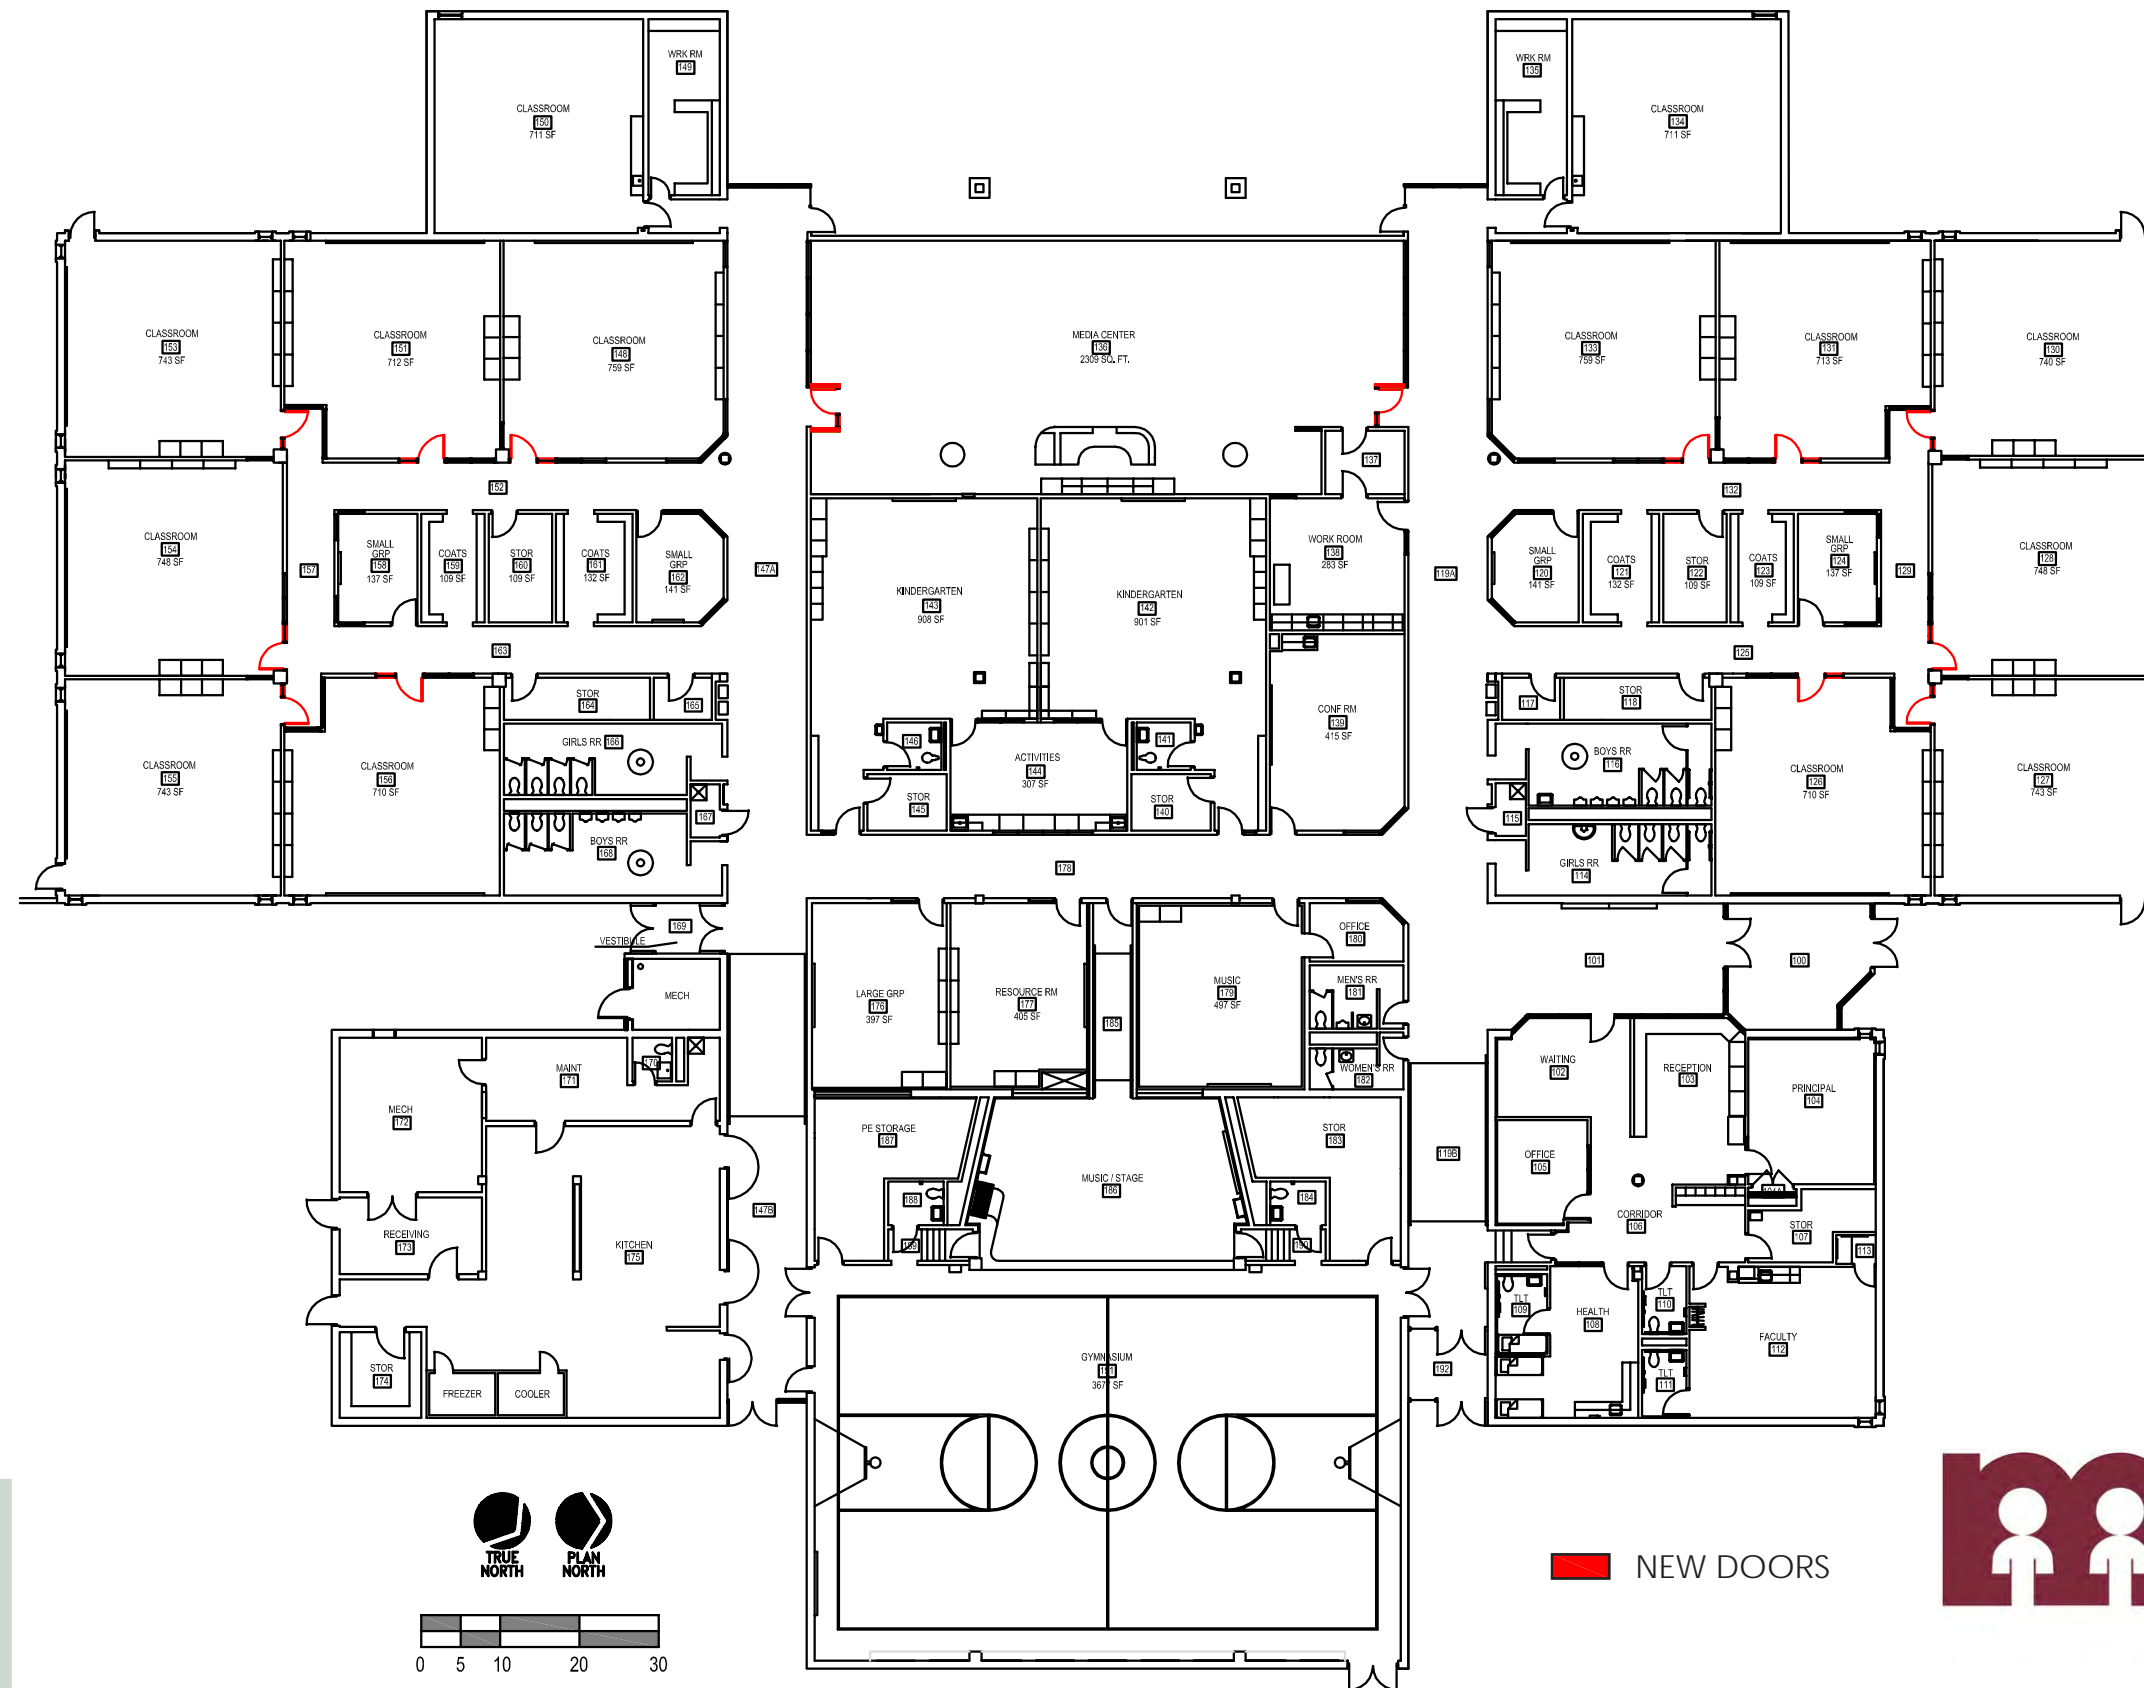 WRK RM
149
CLASSROOM
150
711 SF
WRK RM
135
CLASSROOM
134
711 SF
CLASSROOM
153
743 SF
CLASSROOM
151
712 SF
CLASSROOM
148
759 SF
MEDIA CENTER
136
2309 SQ. FT.
CLASSROOM
133
759 SF
CLASSROOM
131
713 SF
CLASSROOM
130
740 SF
137
152
132
CLASSROOM
154
748 SF
157
SMALL
GRP
158
137 SF
COATS
159
109 SF
STOR
160
109 SF
COATS
161
132 SF
SMALL
GRP
162
141 SF
147A
KINDERGARTEN
143
908 SF
KINDERGARTEN
142
901 SF
WORK ROOM
138
283 SF
119A
SMALL
GRP
120
141 SF
COATS
121
132 SF
STOR
122
109 SF
COATS
123
109 SF
SMALL
GRP
124
137 SF
129
CLASSROOM
128
748 SF
163
125
STOR
164
165
117
STOR
118
CONF RM
139
415 SF
GIRLS RR 166
146
141
ACTIVITIES
144
307 SF
BOYS RR
116
CLASSROOM
155
743 SF
CLASSROOM
156
710 SF
CLASSROOM
126
710 SF
CLASSROOM
127
743 SF
STOR
145
STOR
140
167
115
BOYS RR
168
GIRLS RR
114
178
169
VESTIBULE
OFFICE
180
101
100
MECH
LARGE GRP
176
397 SF
RESOURCE RM
177
405 SF
185
MUSIC
179
497 SF
MEN'S RR
181
WOMEN'S RR
182
MAINT
171
170
MECH
172
WAITING
102
RECEPTION
103
PRINCIPAL
104
104A
PE STORAGE
187
MUSIC / STAGE
186
STOR
183
119B
OFFICE
105
188
184
189
190
147B
RECEIVING
173
KITCHEN
175
CORRIDOR
106
STOR
107
113
TLT
109
HEALTH
108
TLT
110
TLT
111
FACULTY
112
STOR
174
FREEZER
COOLER
GYMNASIUM
191
3677 SF
192
TRUE
NORTH
PLAN
NORTH
0 5 10 20 30
NEW DOORS